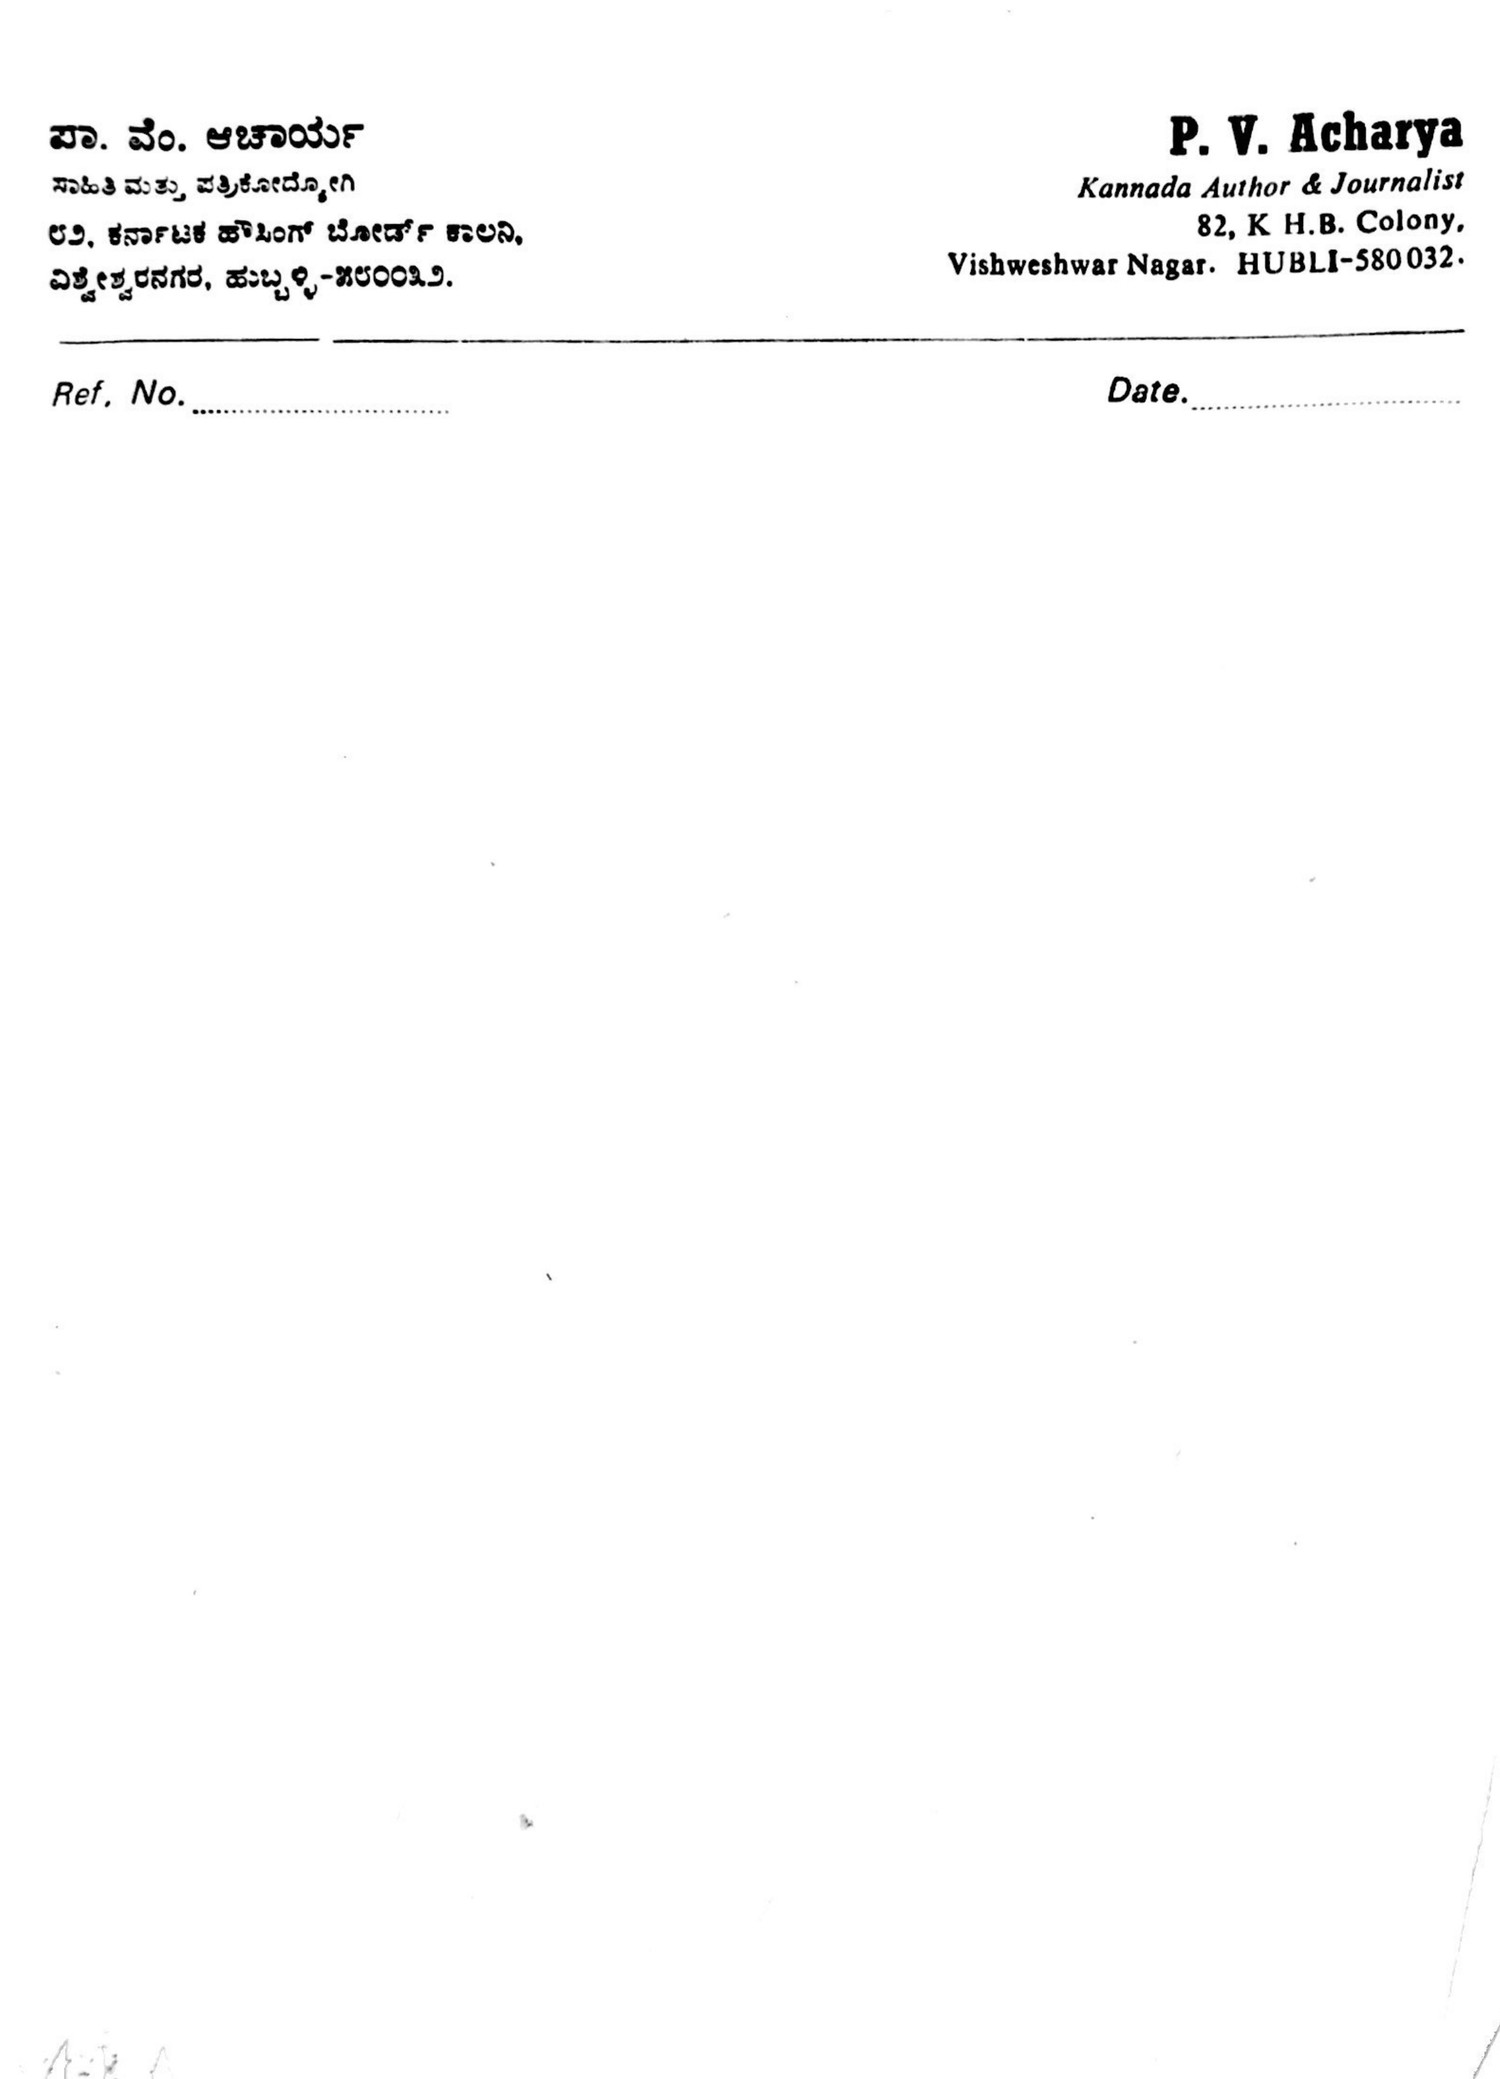 ಪಾ. ವೆಂ. ಆಚಾರ್ಯ
ಸಾಹಿತಿ ಮತ್ತು ಪತ್ರಿಕೋದ್ಯೋಗಿ
೮೨, ಕರ್ನಾಟಕ ಹೌಸಿಂಗ್ ಬೋರ್ಡ್ ಕಾಲನಿ,
ವಿಶ್ವೇಶ್ವರನಗರ, ಹುಬ್ಬಳ್ಳಿ-೫೮೦೦೩೨.
P. V. Acharya
Kannada Author & Journalist
82, K H.B. Colony,
Vishweshwar Nagar. HUBLI-580032.
Ref. No.
Date.